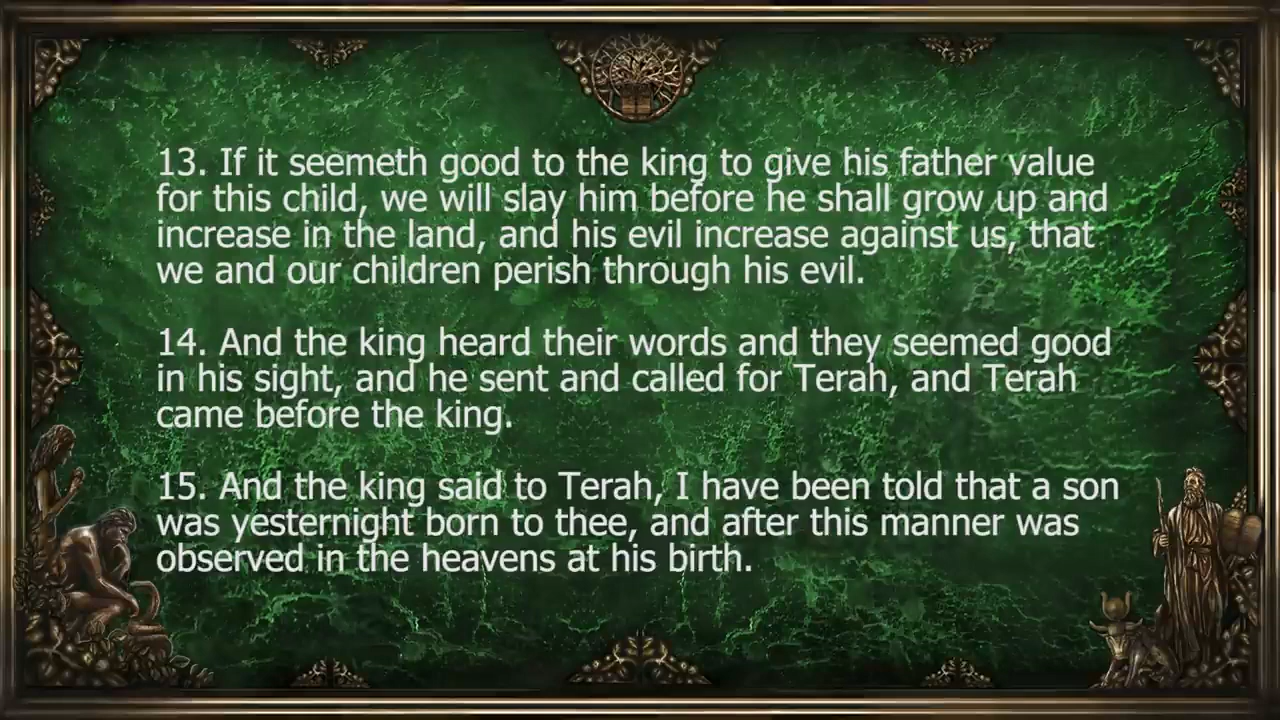 13. If it seemeth good to the king to give his father value
for this child, we will slay him before he shall grow up and
increase in the land, and his evil increase against us, that
we and our children perish through his evil.
14. And the king heard their words and they seemed good
in his sight, and he sent and called for Terah, and Terah
came before the king.
15. And the king said to Terah, I have been told that a son
was yesternight born to thee, and after this manner was
observed in the heavens at his birth.